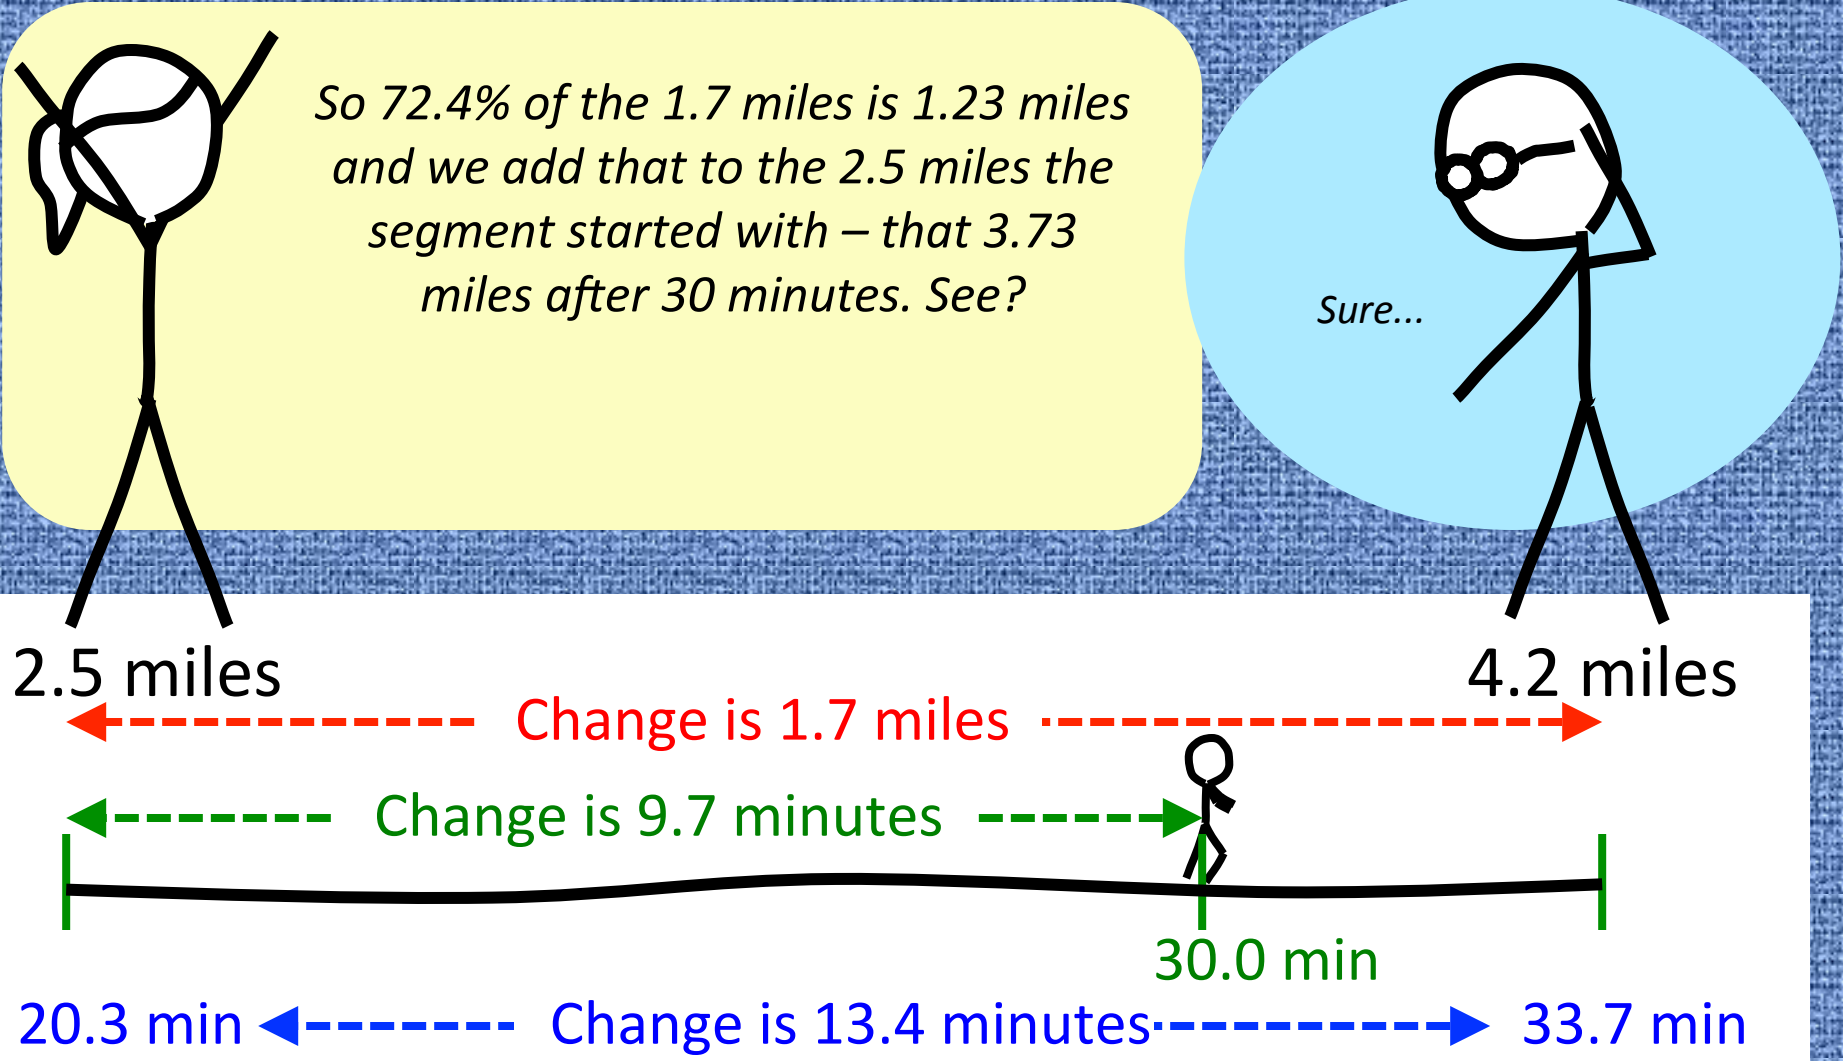 So 72.4% of the 1.7 miles is 1.23 miles
and we add that to the 2.5 miles the
segment started with – that 3.73
miles after 30 minutes. See?
Sure...
2.5 miles
4.2 miles
Change is 1.7 miles
Change is 9.7 minutes
30.0 min
20.3 min
Change is 13.4 minutes
33.7 min